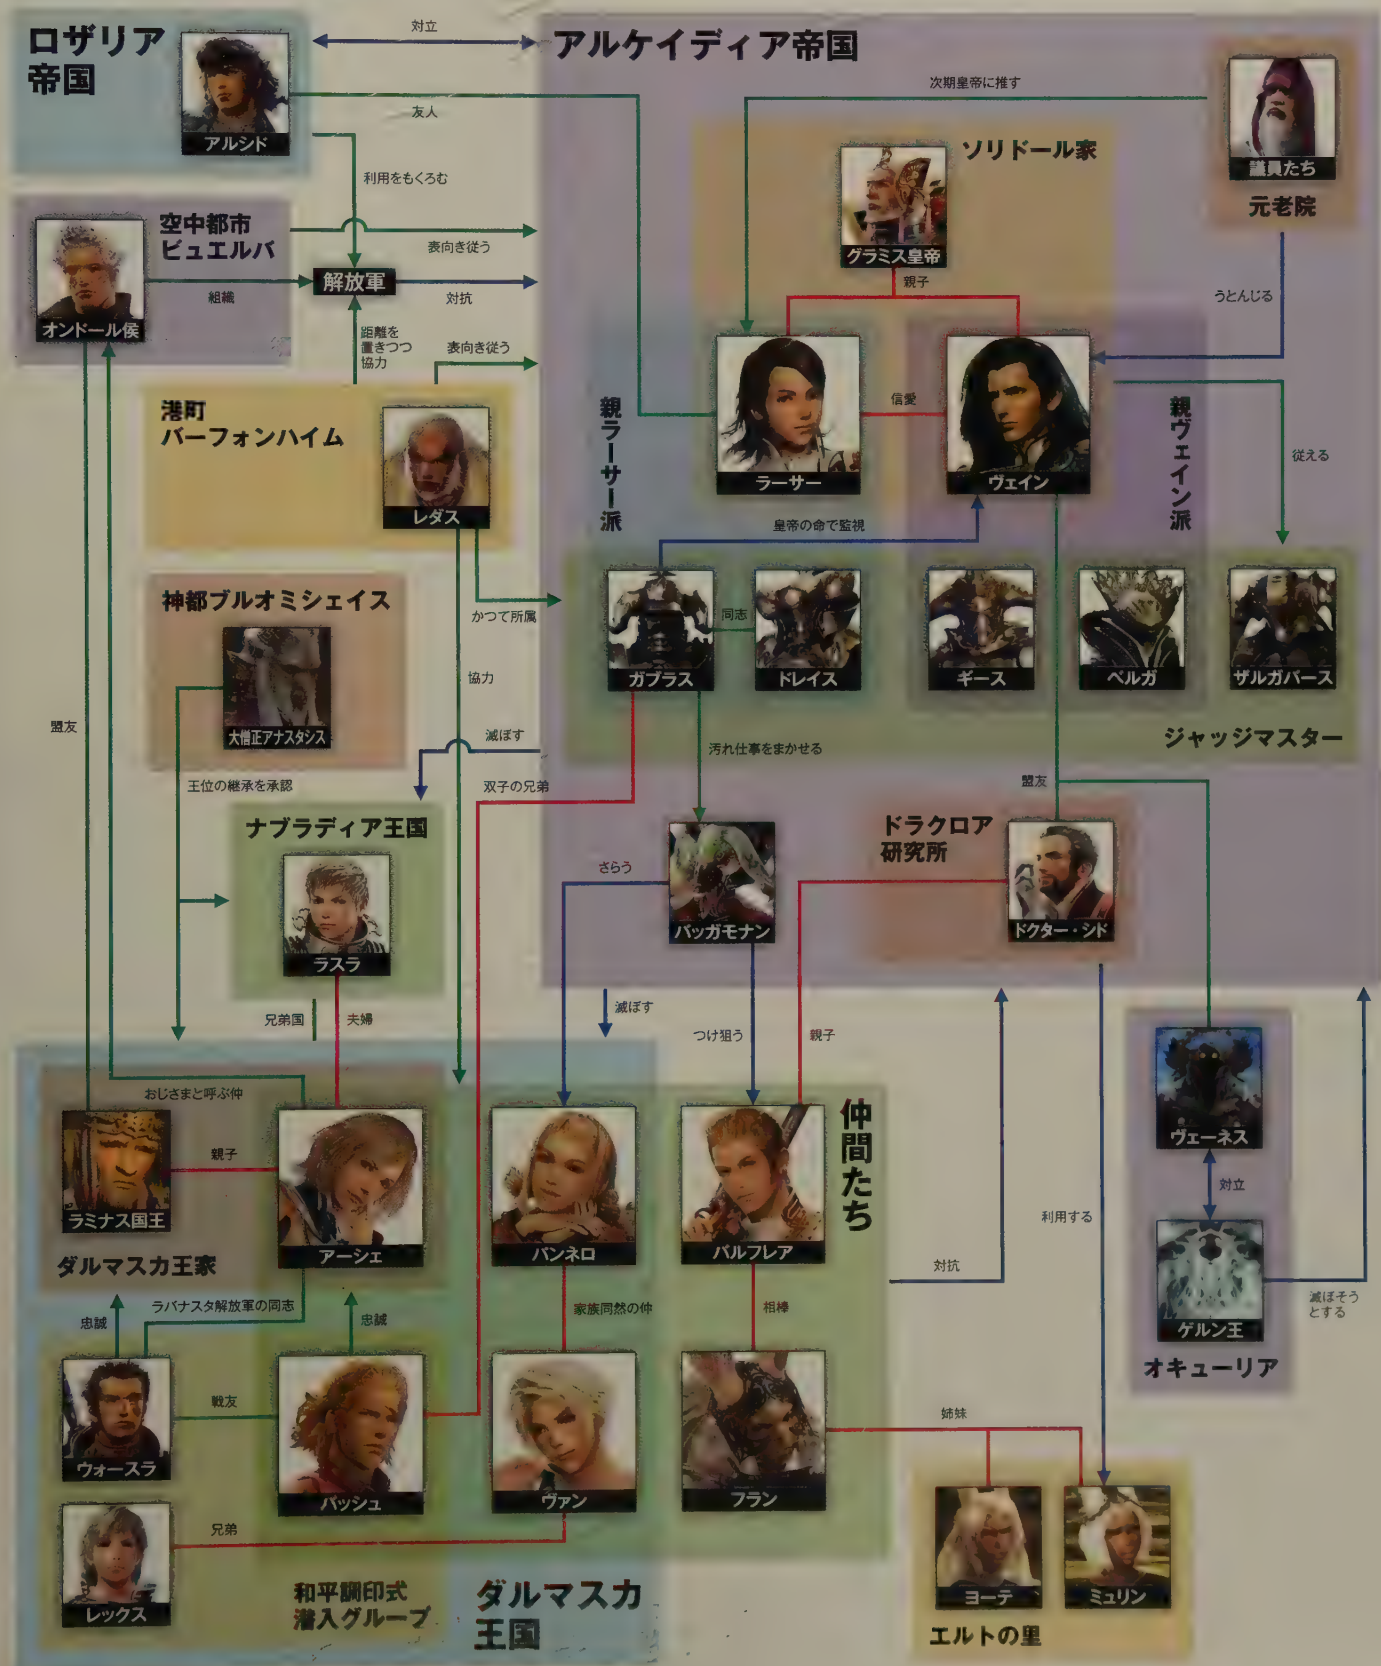 ロザリア
帝国
アルシド
対立
友人
利用をもくろむ
アルケイディア帝国
次期皇帝に推す
議員たち
元老院
うとんじる
ソリドール家
グラミス皇帝
親子
空中都市
ビュエルバ
オンドール侯
表向き従う
組織
解放軍
対抗
距離を
置きつつ
協力
表向き従う
港町
バーフォンハイム
レダス
親ラーサー派
ラーサー
信愛
ヴェイン
親ヴェイン派
従える
皇帝の命で監視
かつて所属
ガブラス
同志
ドレイス
ギース
ベルガ
ザルガバース
ジャッジマスター
神都ブルオミシェイス
大僧正アナスタシス
協力
盟友
滅ぼす
汚れ仕事をまかせる
王位の継承を承認
双子の兄弟
盟友
ナブラディア王国
ラスラ
バッガモナン
さらう
ドラクロア
研究所
ドクター・シド
兄弟国
夫婦
滅ぼす
つけ狙う
親子
おじさまと呼ぶ仲
ラミナス国王
親子
アーシェ
ダルマスカ王家
パンネロ
バルフレア
仲間たち
ヴェーネス
対立
利用する
ゲルン王
オキューリア
対抗
滅ぼそう
とする
忠誠
ラバナスタ解放軍の同志
忠誠
家族同然の仲
相棒
ウォースラ
戦友
バッシュ
ヴァン
フラン
姉妹
レックス
兄弟
和平調印式
潜入グループ
ダルマスカ
王国
ヨーテ
ミュリン
エルトの里